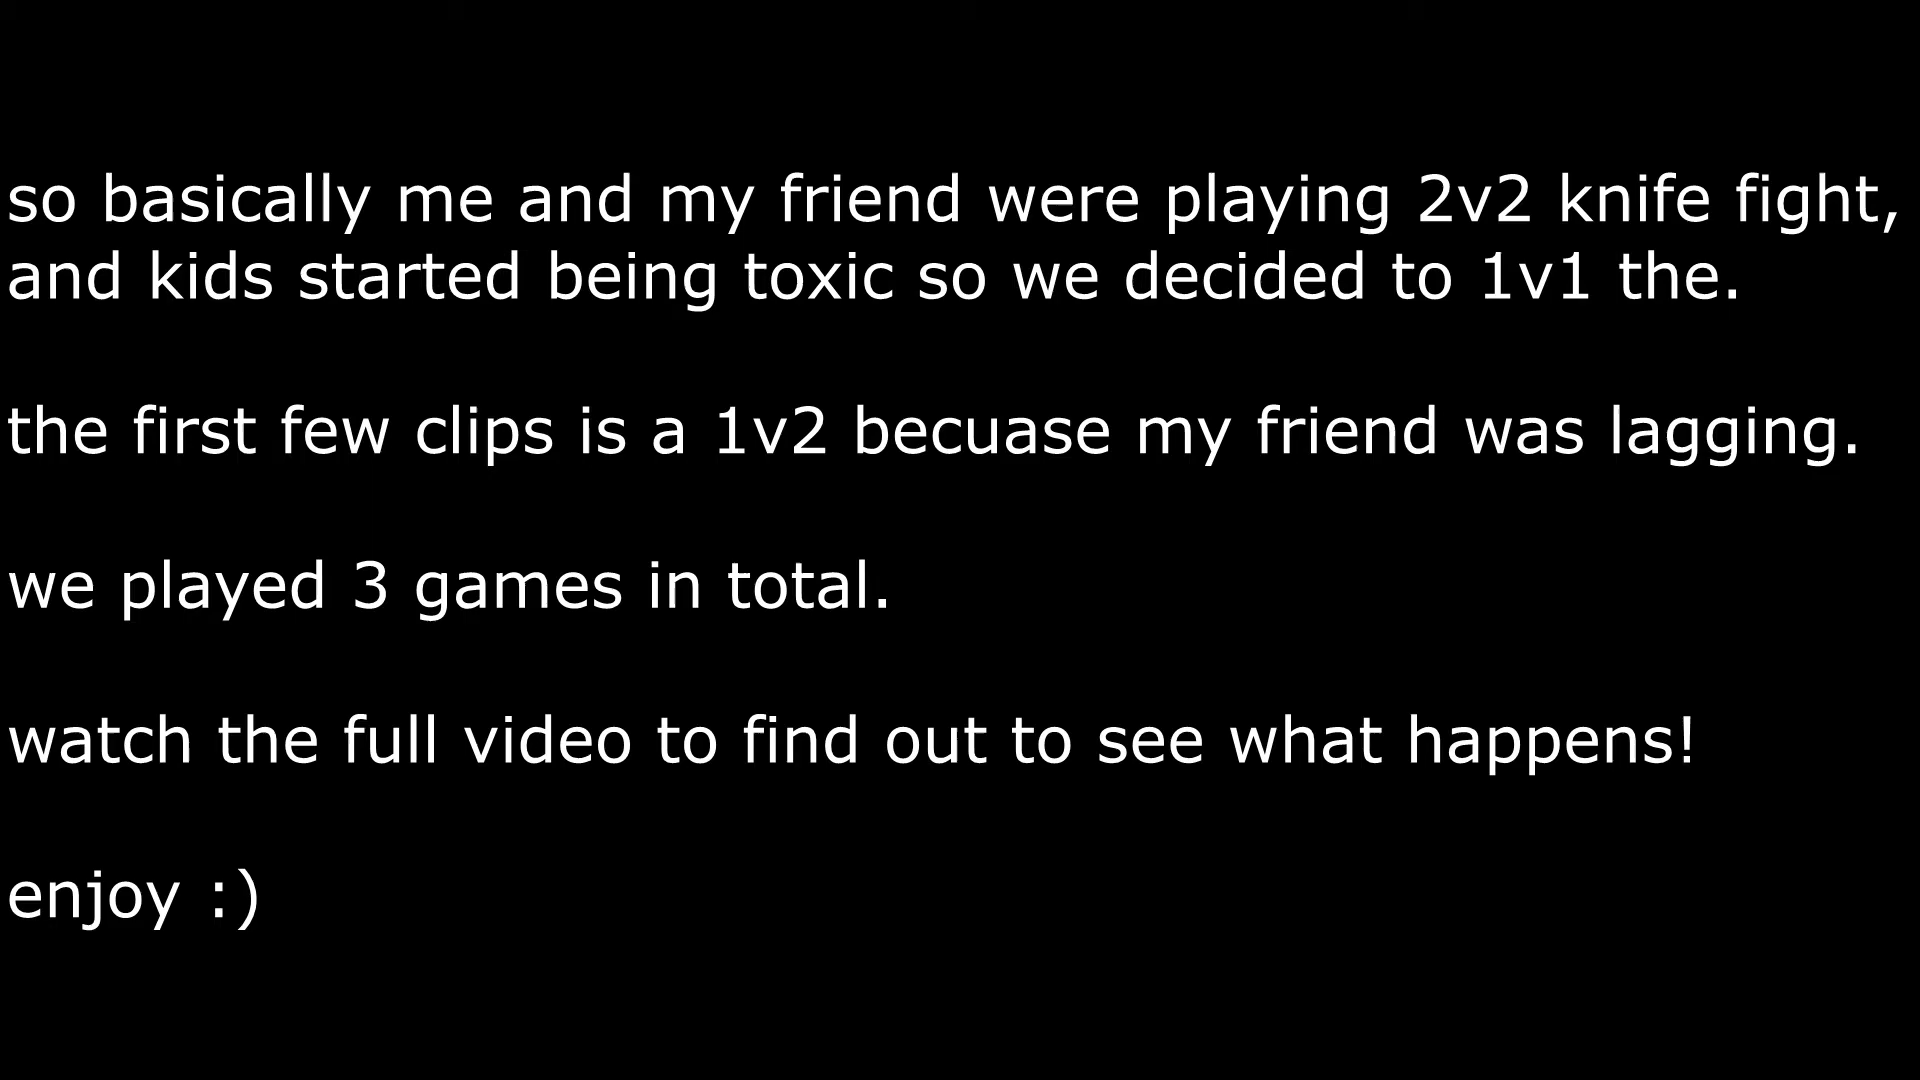 so basically me and my friend were playing 2v2 knife fight,
and kids started being toxic so we decided to 1v1 the.
the first few clips is a 1v2 becuase my friend was lagging.
we played 3 games in total.
watch the full video to find out to see what happens!
enjoy :)